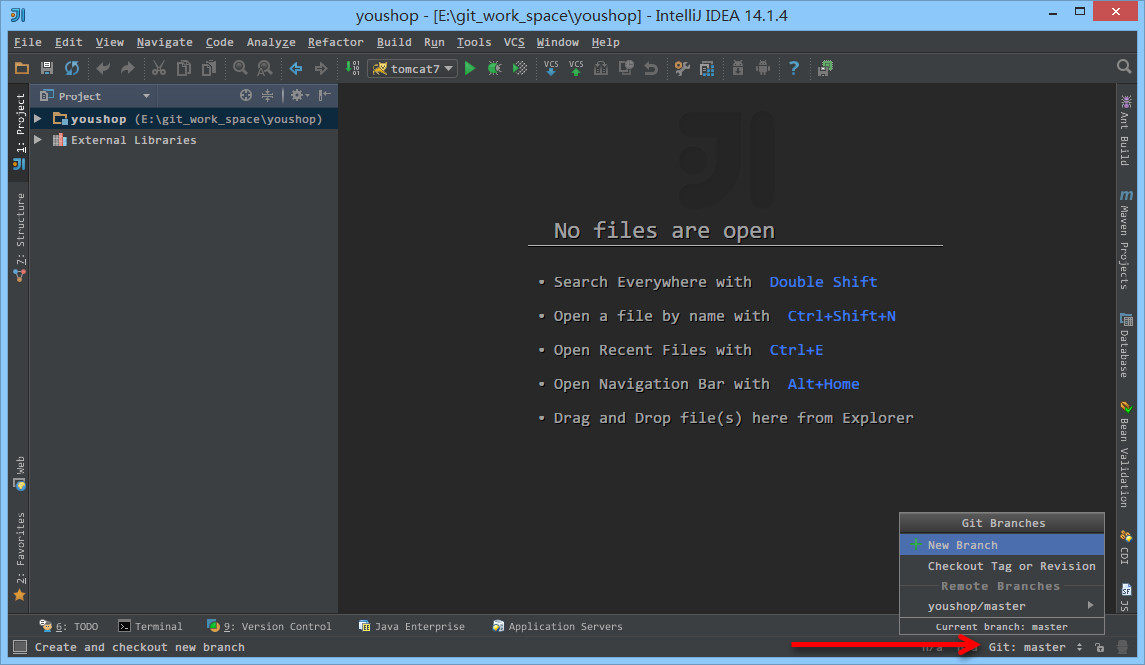 youshop - [E:\git_work_space\youshop] - IntelliJ IDEA 14.1.4
File Edit View Navigate Code Analyze Refactor Build Run Tools VCS Window Help
tomcat7
VCS VCS
Project
youshop (E:\git_work_space\youshop)
External Libraries
1: Project
7: Structure
Web
2: Favorites
No files are open
• Search Everywhere with Double Shift
• Open a file by name with Ctrl+Shift+N
• Open Recent Files with Ctrl+E
• Open Navigation Bar with Alt+Home
• Drag and Drop file(s) here from Explorer
Ant Build
Maven Projects
Database
Bean Validation
CDI
JS
Git Branches
New Branch
Checkout Tag or Revision
Remote Branches
youshop/master
Current branch: master
6: TODO Terminal 9: Version Control Java Enterprise Application Servers
Create and checkout new branch
n/a
Git: master